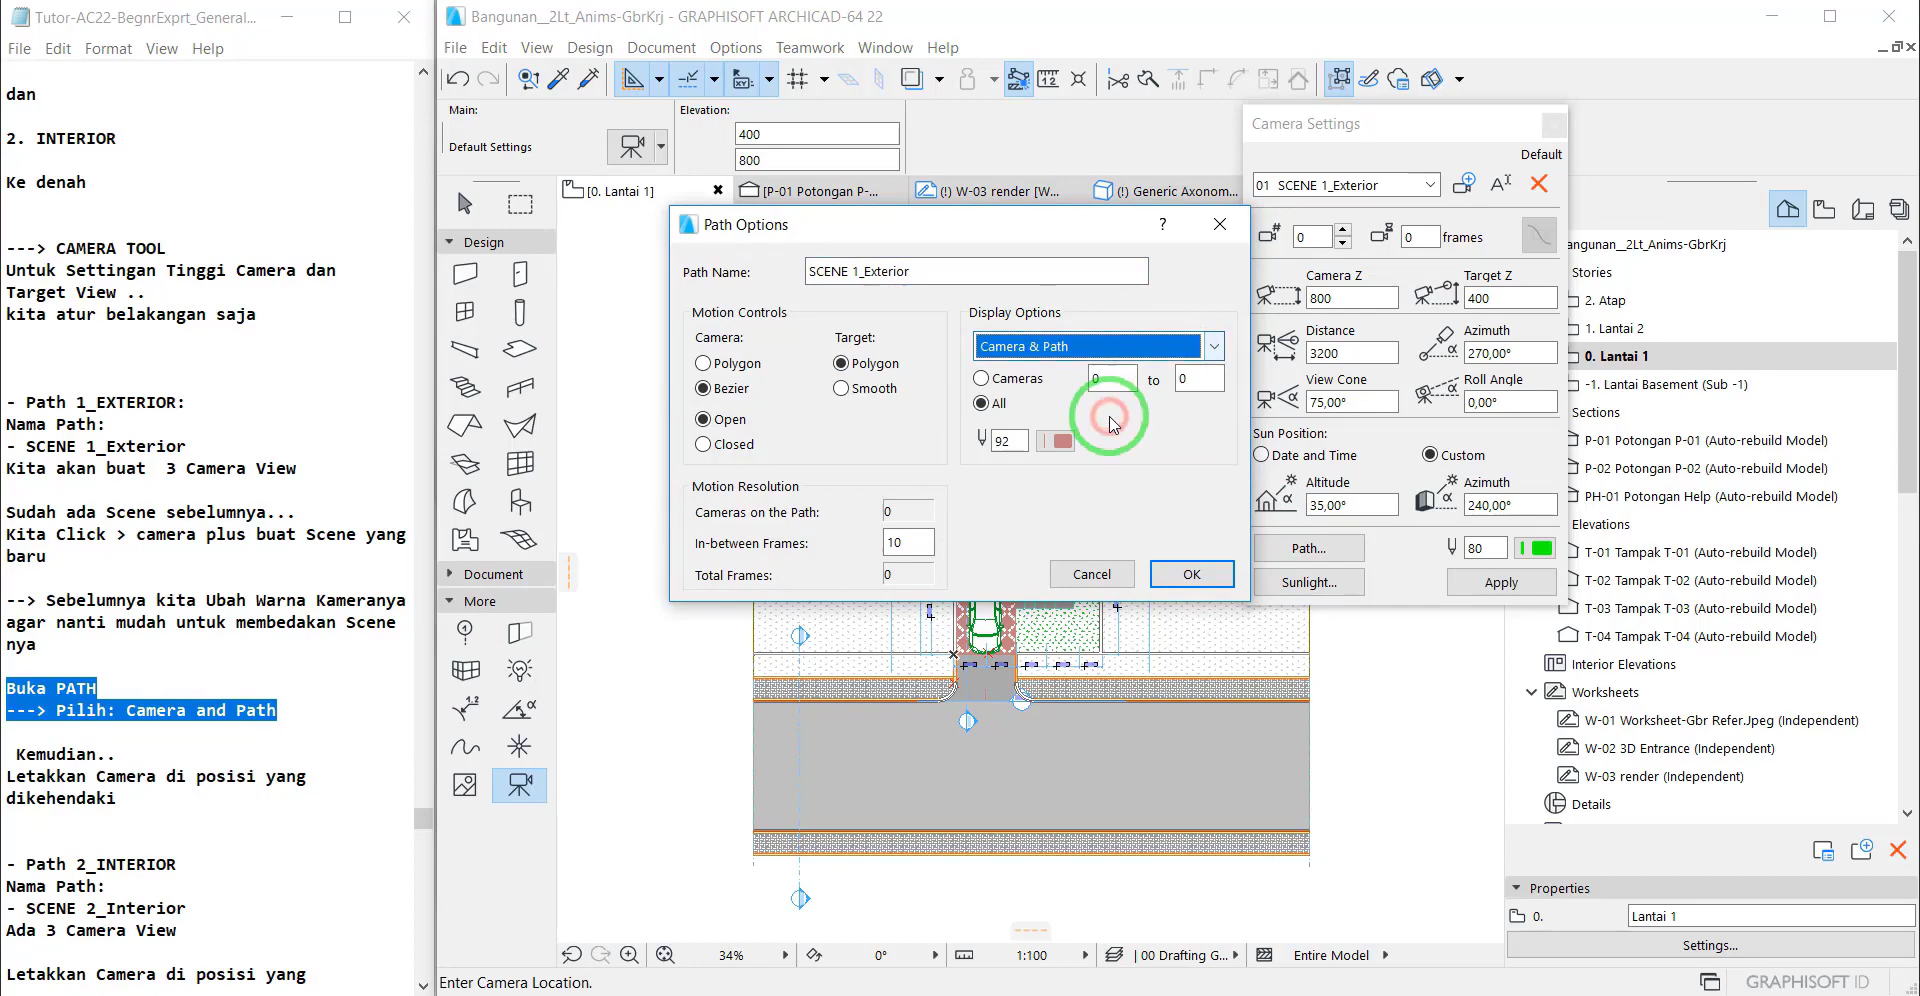 Tutor-AC22-BegnrExprt_General...
File Edit Format View Help
dan
2. INTERIOR
Ke denah
---> CAMERA TOOL
Untuk Settingan Tinggi Camera dan
Target View ..
kita atur belakangan saja
- Path 1_EXTERIOR:
Nama Path:
- SCENE 1_Exterior
Kita akan buat  3 Camera View
Sudah ada Scene sebelumnya...
Kita Click > camera plus buat Scene yang
baru
--> Sebelumnya kita Ubah Warna Kameranya
agar nanti mudah untuk membedakan Scene
nya
Buka PATH
---> Pilih: Camera and Path
Kemudian..
Letakkan Camera di posisi yang
dikehendaki
- Path 2_INTERIOR
Nama Path:
- SCENE 2_Interior
Ada 3 Camera View
Letakkan Camera di posisi yang
Bangunan__2Lt_Anims-GbrKrj - GRAPHISOFT ARCHICAD-64 22
File Edit View Design Document Options Teamwork Window Help
Main:
Default Settings
Elevation:
400
800
[0. Lantai 1]
[P-01 Potongan P-...
(!) W-03 render [W...
(!) Generic Axonom...
Design
Document
More
Path Options
?
Path Name:
SCENE 1_Exterior
Motion Controls
Camera:
Target:
Polygon
Polygon
Bezier
Smooth
Open
Closed
Display Options
Camera & Path
Cameras
0
to
0
All
92
Motion Resolution
Cameras on the Path:
0
In-between Frames:
10
Total Frames:
0
Cancel
OK
Camera Settings
Default
01 SCENE 1_Exterior
0
0
frames
Camera Z
Target Z
800
400
Distance
Azimuth
3200
270,00°
View Cone
Roll Angle
75,00°
0,00°
Sun Position:
Date and Time
Custom
Altitude
Azimuth
35,00°
240,00°
Path...
80
Sunlight...
Apply
angunan__2Lt_Anims-GbrKrj
Stories
2. Atap
1. Lantai 2
0. Lantai 1
-1. Lantai Basement (Sub -1)
Sections
P-01 Potongan P-01 (Auto-rebuild Model)
P-02 Potongan P-02 (Auto-rebuild Model)
PH-01 Potongan Help (Auto-rebuild Model)
Elevations
T-01 Tampak T-01 (Auto-rebuild Model)
T-02 Tampak T-02 (Auto-rebuild Model)
T-03 Tampak T-03 (Auto-rebuild Model)
T-04 Tampak T-04 (Auto-rebuild Model)
Interior Elevations
Worksheets
W-01 Worksheet-Gbr Refer.Jpeg (Independent)
W-02 3D Entrance (Independent)
W-03 render (Independent)
Details
Properties
0.
Lantai 1
Settings...
34%
0°
1:100
00 Drafting G...
Entire Model
Enter Camera Location.
GRAPHISOFT ID